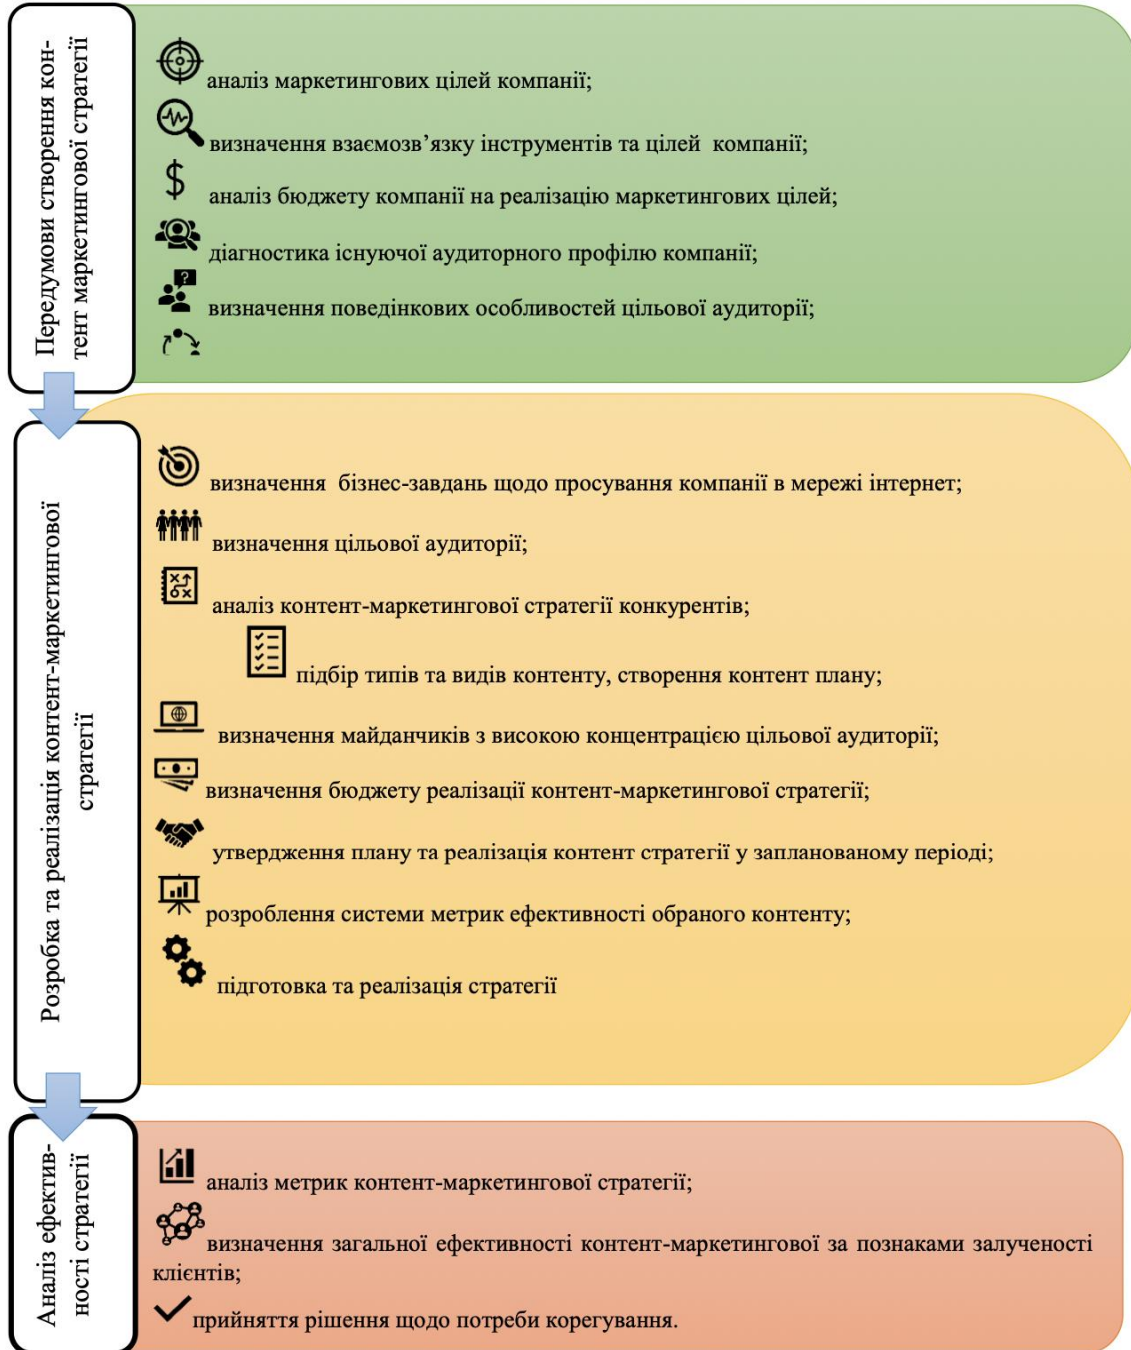 Передумови створення кон-
тент маркетингової стратегії
аналіз маркетингових цілей компанії;
визначення взаємозв’язку інструментів та цілей компанії;
$
аналіз бюджету компанії на реалізацію маркетингових цілей;
діагностика існуючої аудиторного профілю компанії;
?
визначення поведінкових особливостей цільової аудиторії;
Розробка та реалізація контент-маркетингової
стратегії
визначення бізнес-завдань щодо просування компанії в мережі інтернет;
визначення цільової аудиторії;
аналіз контент-маркетингової стратегії конкурентів;
підбір типів та видів контенту, створення контент плану;
визначення майданчиків з високою концентрацією цільової аудиторії;
визначення бюджету реалізації контент-маркетингової стратегії;
утвердження плану та реалізація контент стратегії у запланованому періоді;
розроблення системи метрик ефективності обраного контенту;
підготовка та реалізація стратегії
Аналіз ефектив-
ності стратегії
аналіз метрик контент-маркетингової стратегії;
визначення загальної ефективності контент-маркетингової за познаками залученості
клієнтів;
прийняття рішення щодо потреби корегування.